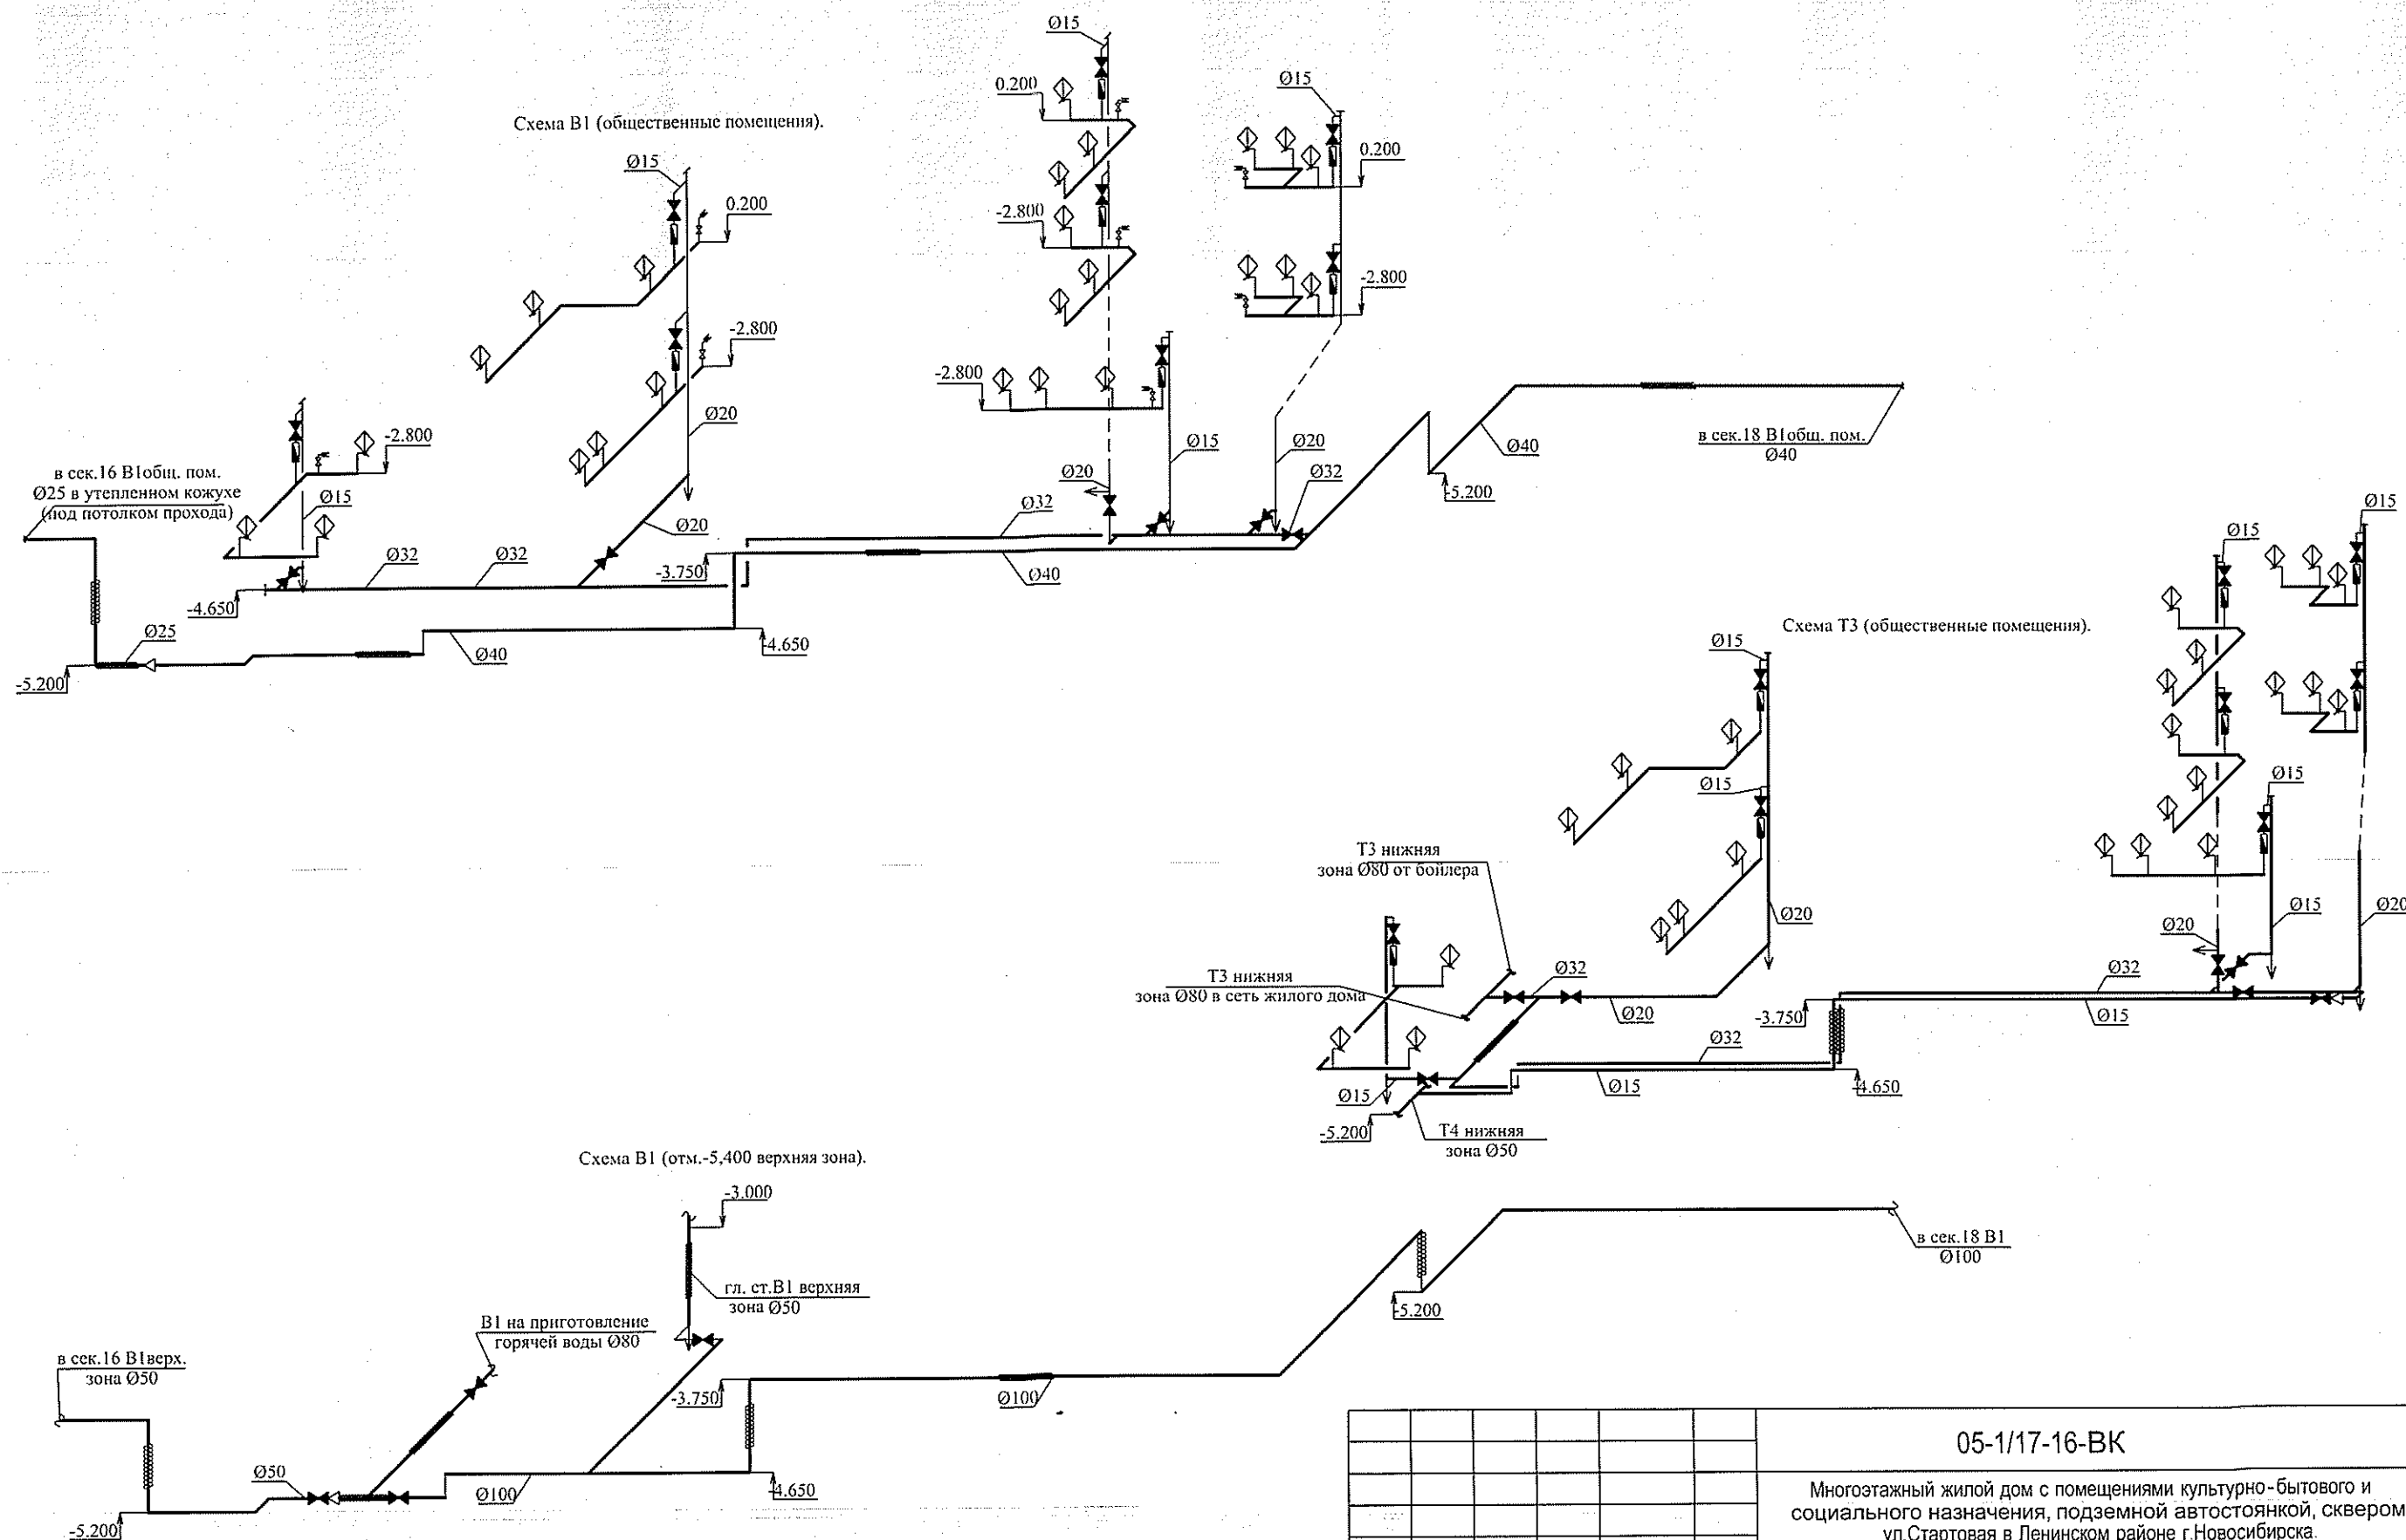 Схема В1 (общественные помещения).
Ø15
0.200
Ø15
-2.800
Ø20
Ø20
-2.800
Ø15
в сек.16 В1общ. пом.
Ø25 в утепленном кожухе
(под потолком прохода)
Ø32
Ø32
-4.650
Ø25
-5.200
Ø40
-4.650
-3.750
Ø32
Ø40
Ø15
0.200
-2.800
-2.800
Ø20
Ø15
Ø15
0.200
-2.800
Ø20
Ø32
-5.200
Ø40
в сек.18 В1общ. пом.
Ø40
Схема Т3 (общественные помещения).
Ø15
Ø15
Ø20
Т3 нижняя
зона Ø80 от бойлера
Т3 нижняя
зона Ø80 в сеть жилого дома
Ø32
Ø20
Ø15
-5.200
Т4 нижняя
зона Ø50
Ø32
Ø15
-4.650
-3.750
Ø32
Ø15
Ø15
Ø15
Ø15
Ø20
Ø15
Ø20
Схема В1 (отм.-5,400 верхняя зона).
-3.000
гл. ст.В1 верхняя
зона Ø50
В1 на приготовление
горячей воды Ø80
в сек.16 В1верх.
зона Ø50
Ø50
-5.200
Ø100
-4.650
-3.750
Ø100
-5.200
в сек.18 В1
Ø100
05-1/17-16-ВК
Многоэтажный жилой дом с помещениями культурно-бытового и
социального назначения, подземной автостоянкой, сквером
ул.Стартовая в Ленинском районе г.Новосибирска.